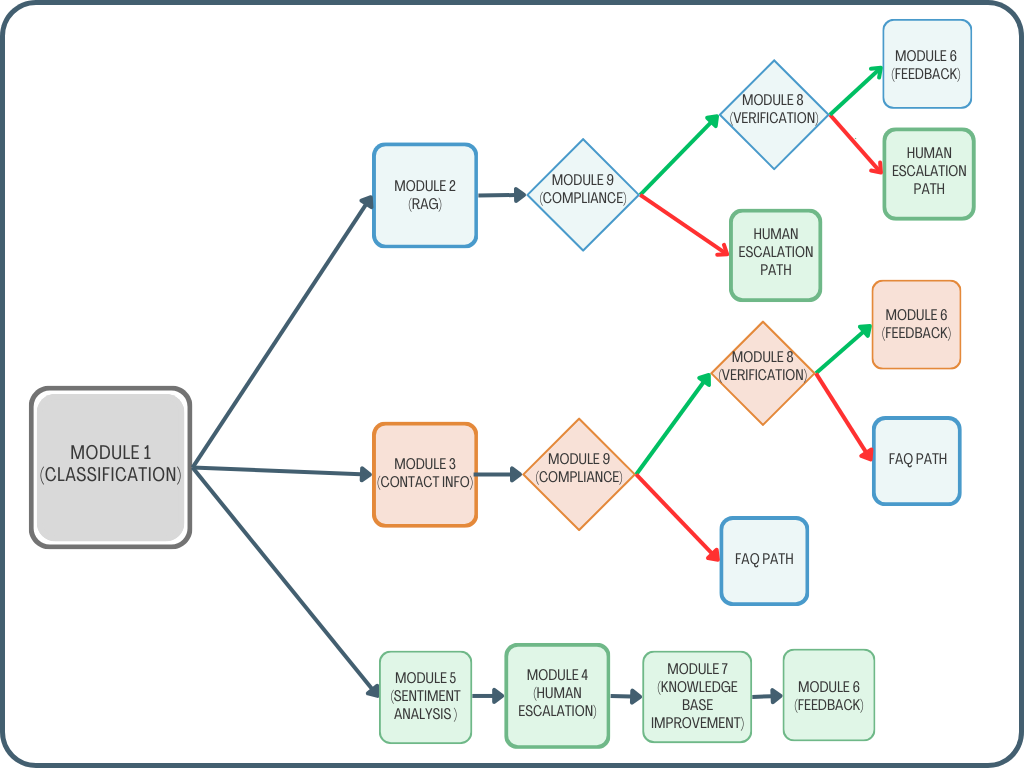 MODULE 1
(CLASSIFICATION)
MODULE 2
(RAG)
MODULE 9
(COMPLIANCE)
MODULE 8
(VERIFICATION)
MODULE 6
(FEEDBACK)
HUMAN
ESCALATION
PATH
HUMAN
ESCALATION
PATH
MODULE 3
(CONTACT INFO)
MODULE 9
(COMPLIANCE)
MODULE 8
(VERIFICATION)
MODULE 6
(FEEDBACK)
FAQ PATH
FAQ PATH
MODULE 5
(SENTIMENT
ANALYSIS )
MODULE 4
(HUMAN
ESCALATION)
MODULE 7
(KNOWLEDGE
BASE
IMPROVEMENT)
MODULE 6
(FEEDBACK)